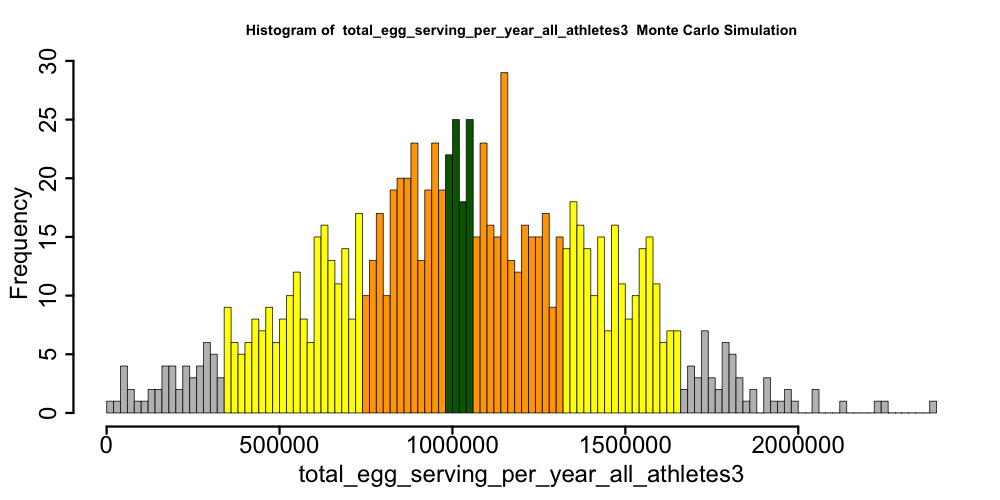 Histogram of total_egg_serving_per_year_all_athletes3 Monte Carlo Simulation
Frequency
30
25
20
15
10
5
0
0 500000 1000000 1500000 2000000
total_egg_serving_per_year_all_athletes3